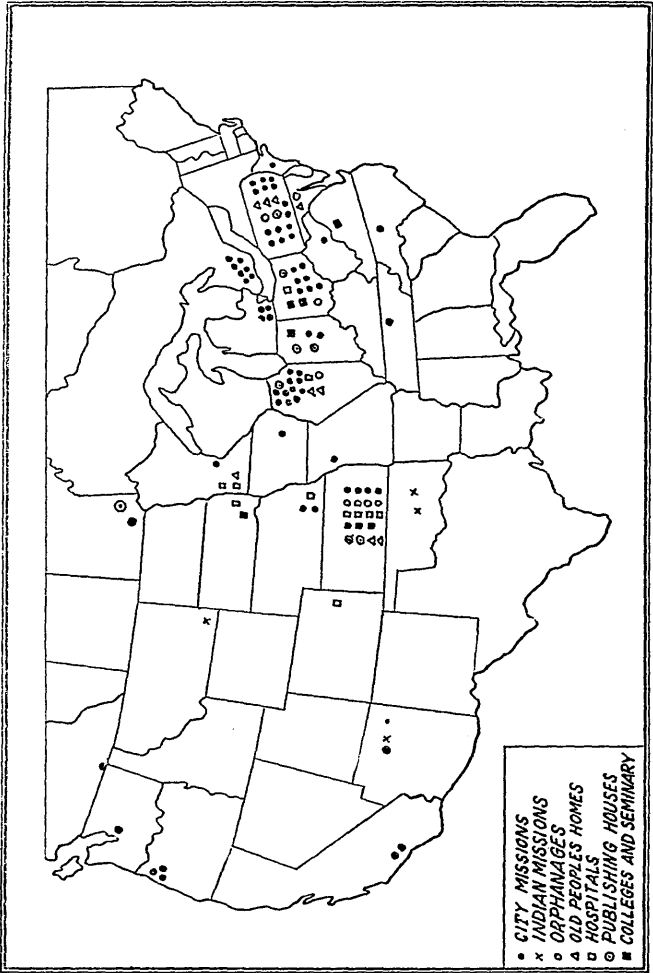 CITY MISSIONS
INDIAN MISSIONS
ORPHANAGES
OLD PEOPLES HOMES
HOSPITALS
PUBLISHING HOUSES
COLLEGES AND SEMINARY